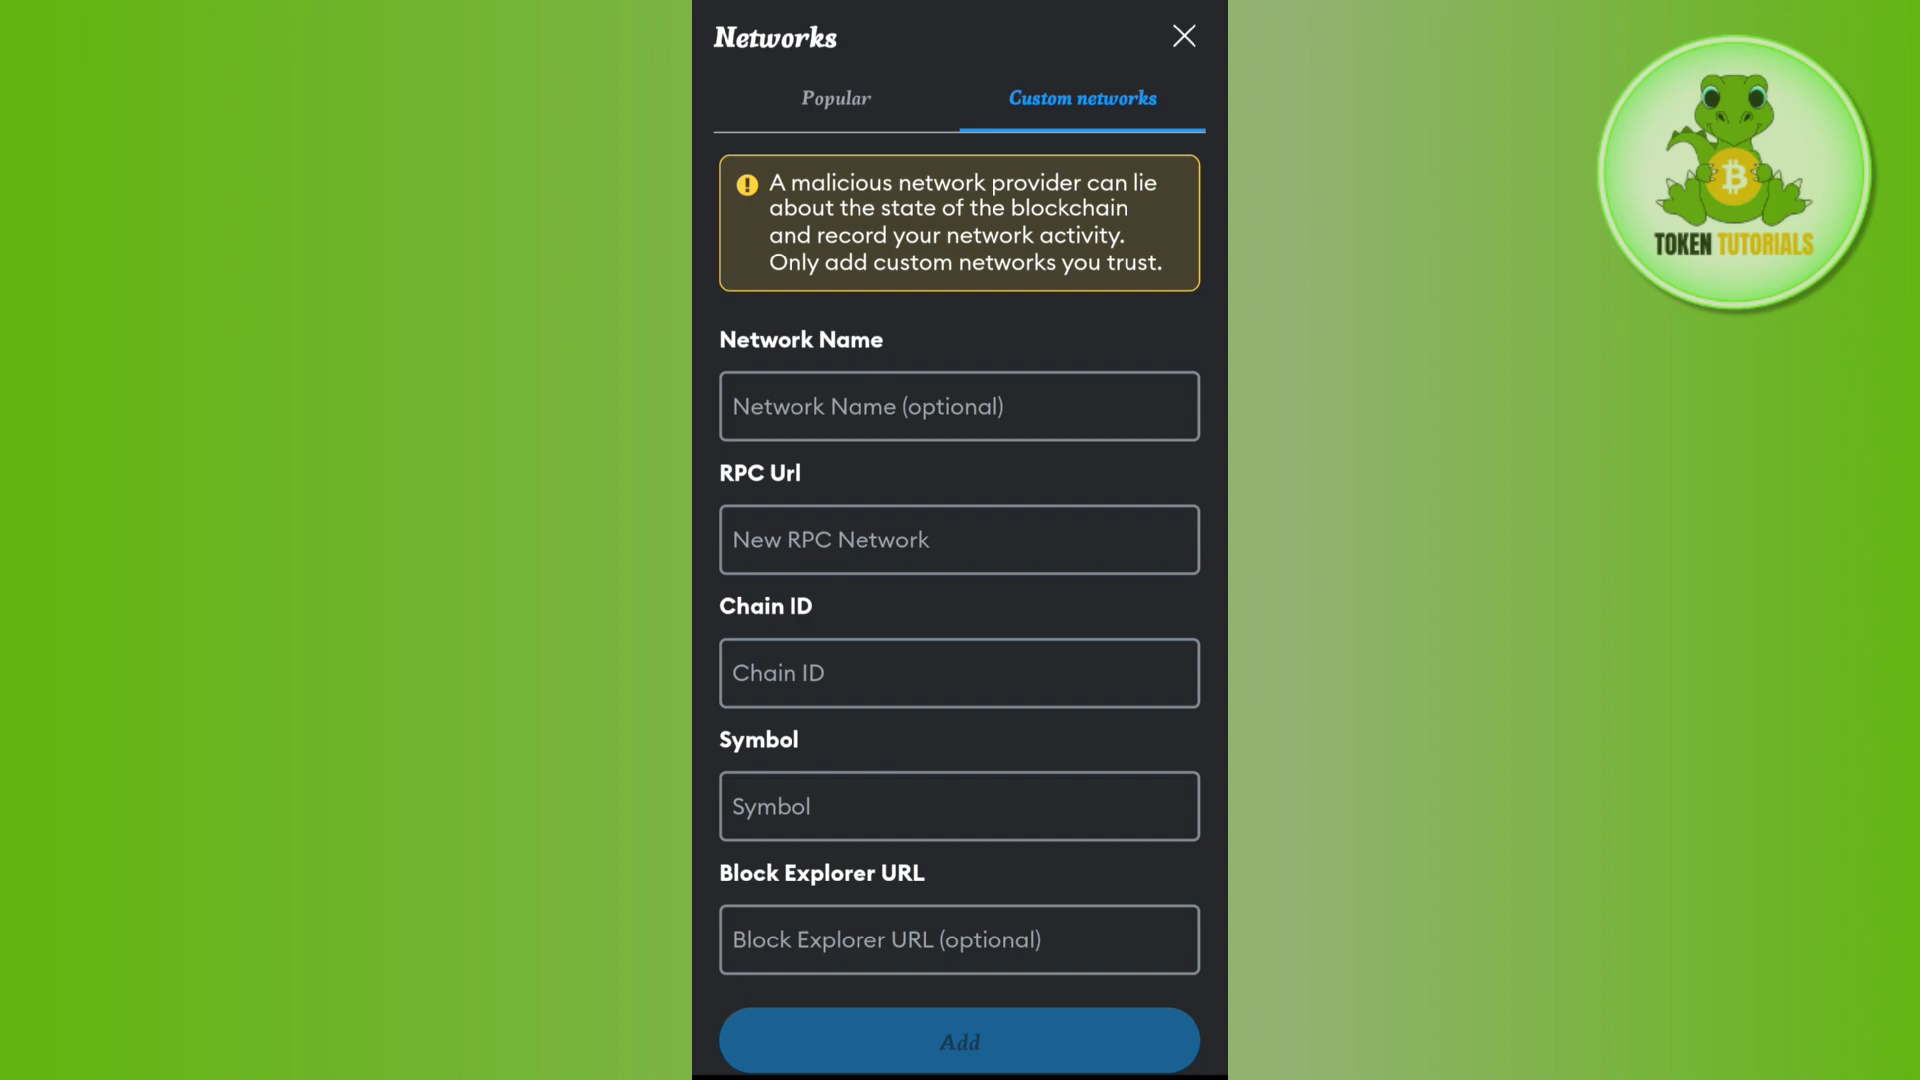 Networks
Popular
Custom networks
A malicious network provider can lie
about the state of the blockchain
and record your network activity.
Only add custom networks you trust.
Network Name
Network Name (optional)
RPC Url
New RPC Network
Chain ID
Chain ID
Symbol
Symbol
Block Explorer URL
Block Explorer URL (optional)
Add
TOKEN TUTORIALS